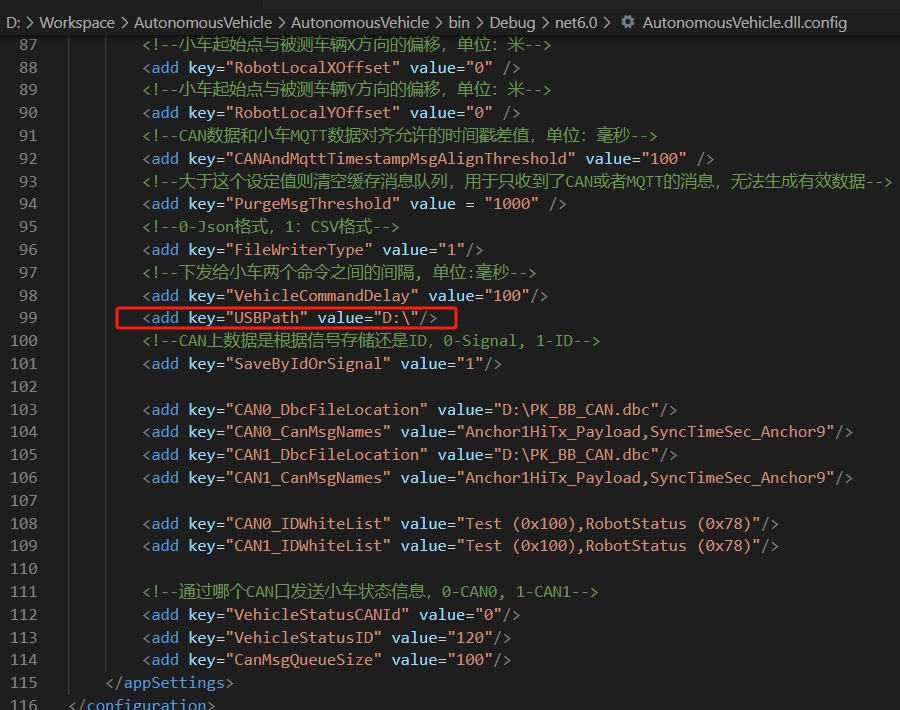 D: > Workspace > AutonomousVehicle > AutonomousVehicle > bin > Debug > net6.0 > AutonomousVehicle.dll.config
87 <!--小车起始点与被测车辆X方向的偏移，单位：米-->
88 <add key="RobotLocalXOffset" value="0" />
89 <!--小车起始点与被测车辆Y方向的偏移，单位：米-->
90 <add key="RobotLocalYOffset" value="0" />
91 <!--CAN数据和小车MQTT数据对齐允许的时间戳差值，单位：毫秒-->
92 <add key="CANAndMqttTimestampMsgAlignThreshold" value="100" />
93 <!--大于这个设定值则清空缓存消息队列，用于只收到了CAN或者MQTT的消息，无法生成有效数据-->
94 <add key="PurgeMsgThreshold" value = "1000" />
95 <!--0-Json格式，1：CSV格式-->
96 <add key="FileWriterType" value="1"/>
97 <!--下发给小车两个命令之间的间隔, 单位:毫秒-->
98 <add key="VehicleCommandDelay" value="100"/>
99 <add key="USBPath" value="D:\"/>
100 <!--CAN上数据是根据信号存储还是ID，0-Signal, 1-ID-->
101 <add key="SaveByIdOrSignal" value="1"/>
102
103 <add key="CAN0_DbcFileLocation" value="D:\PK_BB_CAN.dbc"/>
104 <add key="CAN0_CanMsgNames" value="Anchor1HiTx_Payload,SyncTimeSec_Anchor9"/>
105 <add key="CAN1_DbcFileLocation" value="D:\PK_BB_CAN.dbc"/>
106 <add key="CAN1_CanMsgNames" value="Anchor1HiTx_Payload,SyncTimeSec_Anchor9"/>
107
108 <add key="CAN0_IDWhiteList" value="Test (0x100),RobotStatus (0x78)"/>
109 <add key="CAN1_IDWhiteList" value="Test (0x100),RobotStatus (0x78)"/>
110
111 <!--通过哪个CAN口发送小车状态信息，0-CAN0, 1-CAN1-->
112 <add key="VehicleStatusCANId" value="0"/>
113 <add key="VehicleStatusID" value="120"/>
114 <add key="CanMsgQueueSize" value="100"/>
115 </appSettings>
116 </configuration>